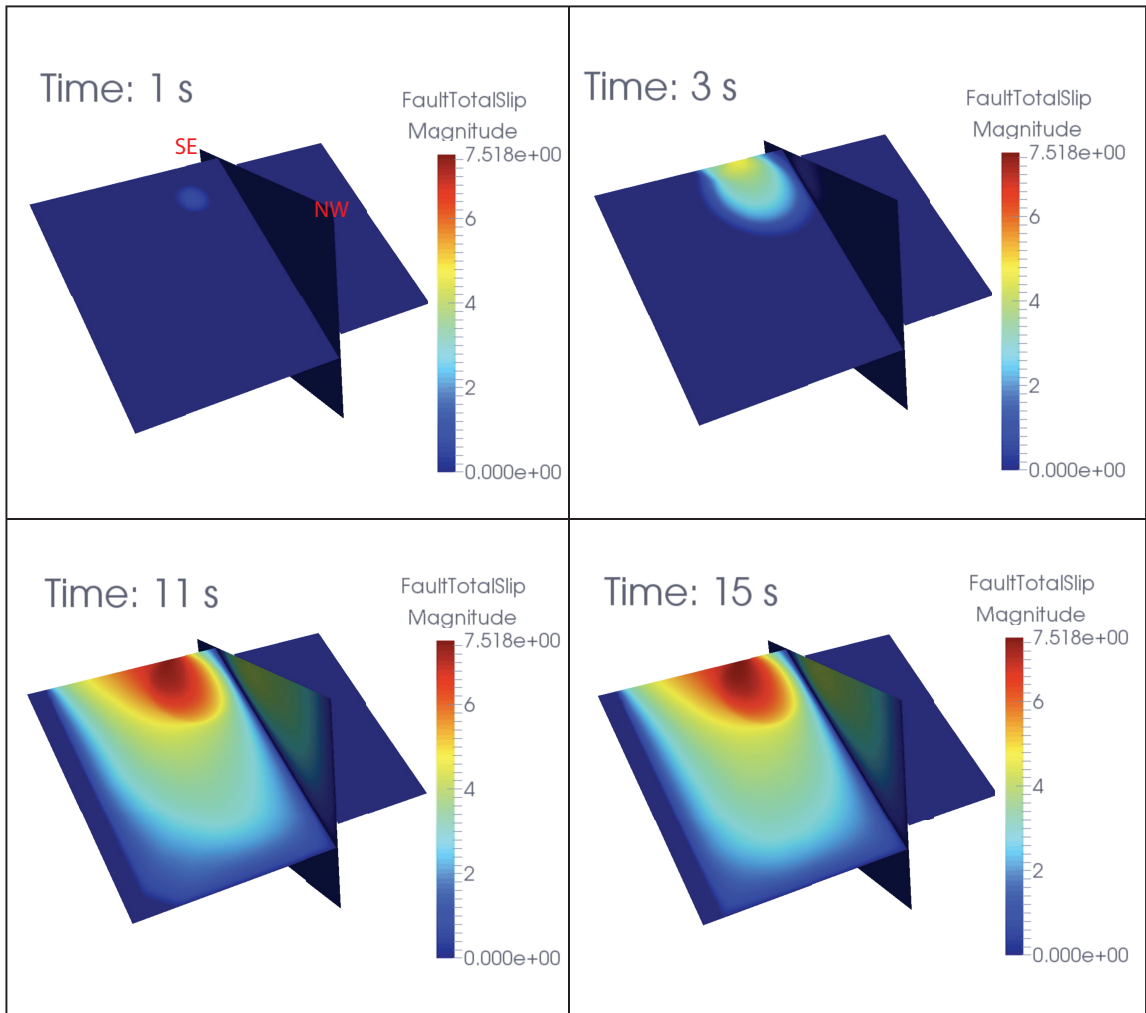 Time: 1 s
FaultTotalSlip
Magnitude
7.518e+00
6
4
2
0.000e+00
SE
NW
Time: 3 s
FaultTotalSlip
Magnitude
7.518e+00
6
4
2
0.000e+00
Time: 11 s
FaultTotalSlip
Magnitude
7.518e+00
6
4
2
0.000e+00
Time: 15 s
FaultTotalSlip
Magnitude
7.518e+00
6
4
2
0.000e+00